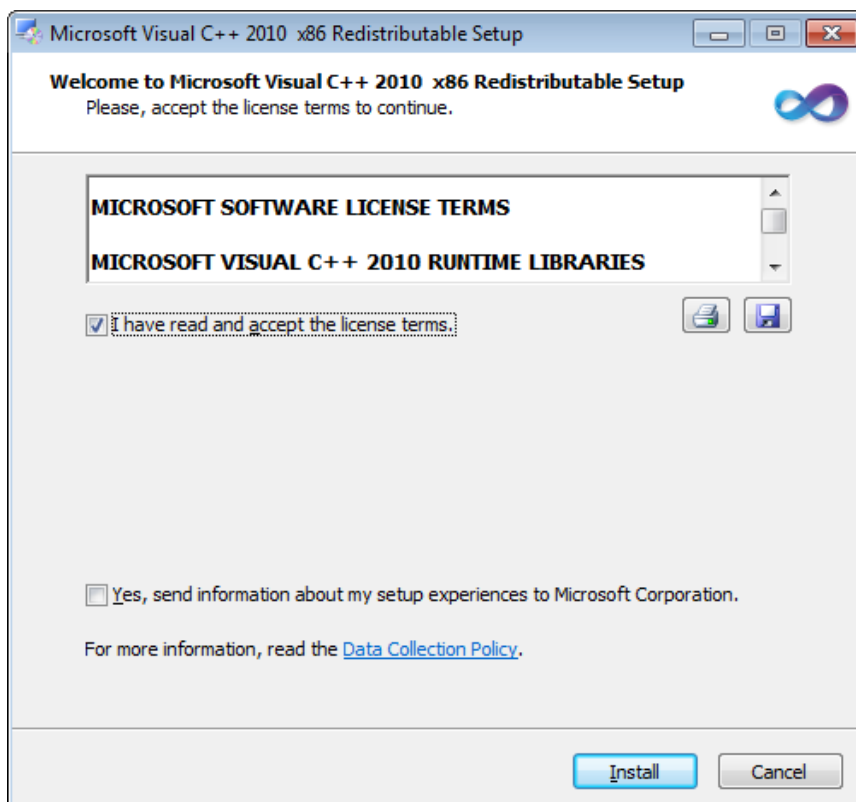 Microsoft Visual C++ 2010  x86 Redistributable Setup
Welcome to Microsoft Visual C++ 2010  x86 Redistributable Setup
Please, accept the license terms to continue.
MICROSOFT SOFTWARE LICENSE TERMS
MICROSOFT VISUAL C++ 2010 RUNTIME LIBRARIES
I have read and accept the license terms.
Yes, send information about my setup experiences to Microsoft Corporation.
For more information, read the Data Collection Policy.
Install Cancel